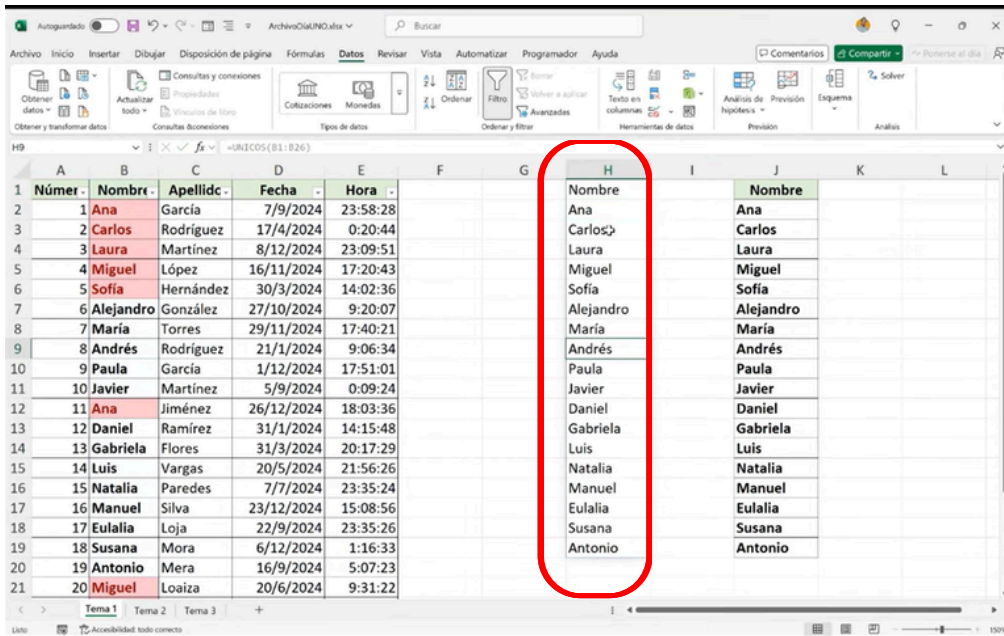 Autoguardado ArchivoDíaUNO.xlsx Buscar
Archivo Inicio Insertar Dibujar Disposición de página Fórmulas Datos Revisar Vista Automatizar Programador Ayuda Comentarios Compartir Ponerse al día
Obtener datos Actualizar todo Consultas y conexiones Propiedades Vínculos de libro Cotizaciones Monedas Ordenar Filtro Borrar Volver a aplicar Avanzadas Texto en columnas Análisis de hipótesis Previsión Esquema Solver
Obtener y transformar datos Consultas & conexiones Tipos de datos Ordenar y filtrar Herramientas de datos Previsión Análisis
H9 fx =UNICOS(B1:B26)
A B C D E F G H I J K L
1 Númer Nombre Apellido Fecha Hora Nombre Nombre
2 1 Ana García 7/9/2024 23:58:28 Ana Ana
3 2 Carlos Rodríguez 17/4/2024 0:20:44 Carlos Carlos
4 3 Laura Martínez 8/12/2024 23:09:51 Laura Laura
5 4 Miguel López 16/11/2024 17:20:43 Miguel Miguel
6 5 Sofía Hernández 30/3/2024 14:02:36 Sofía Sofía
7 6 Alejandro González 27/10/2024 9:20:07 Alejandro Alejandro
8 7 María Torres 29/11/2024 17:40:21 María María
9 8 Andrés Rodríguez 21/1/2024 9:06:34 Andrés Andrés
10 9 Paula García 1/12/2024 17:51:01 Paula Paula
11 10 Javier Martínez 5/9/2024 0:09:24 Javier Javier
12 11 Ana Jiménez 26/12/2024 18:03:36 Daniel Daniel
13 12 Daniel Ramírez 31/1/2024 14:15:48 Gabriela Gabriela
14 13 Gabriela Flores 31/3/2024 20:17:29 Luis Luis
15 14 Luis Vargas 20/5/2024 21:56:26 Natalia Natalia
16 15 Natalia Paredes 7/7/2024 23:35:24 Manuel Manuel
17 16 Manuel Silva 23/12/2024 15:08:56 Eulalia Eulalia
18 17 Eulalia Loja 22/9/2024 23:35:26 Susana Susana
19 18 Susana Mora 6/12/2024 1:16:33 Antonio Antonio
20 19 Antonio Mera 16/9/2024 5:07:23
21 20 Miguel Loaiza 20/6/2024 9:31:22
Tema 1 Tema 2 Tema 3
Listo Accesibilidad: todo correcto